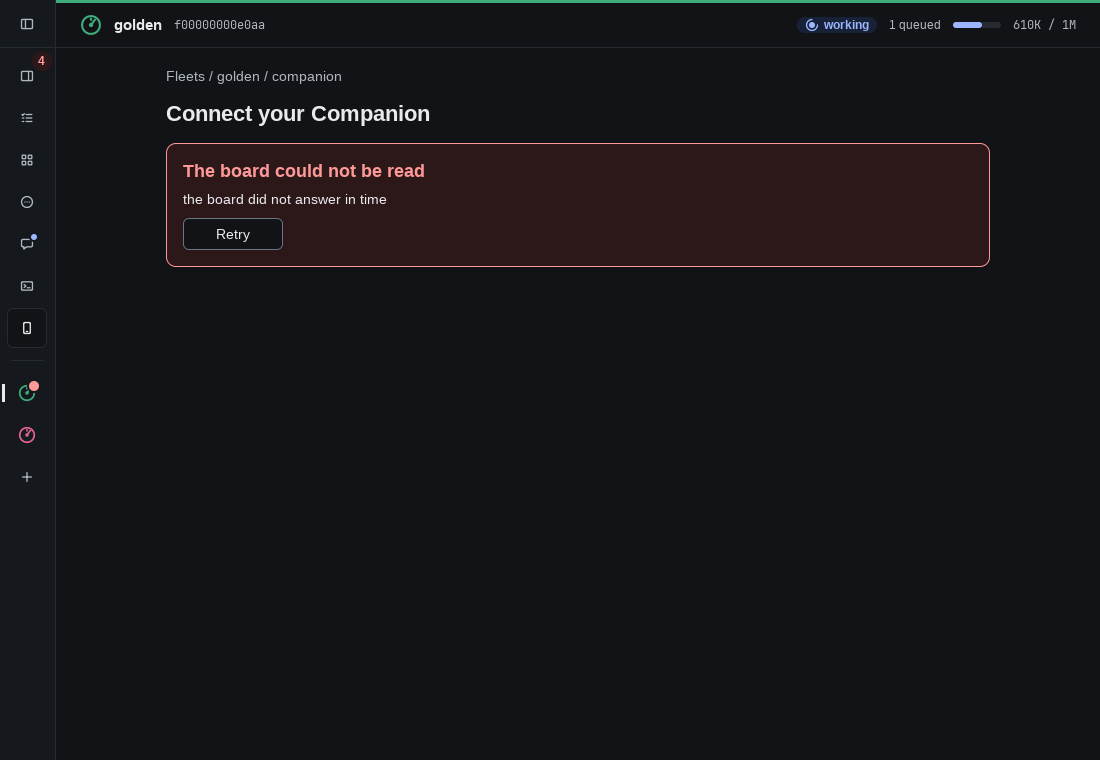 golden f00000000e0aa working 1 queued 610K / 1M
4
Fleets / golden / companion
Connect your Companion
The board could not be read
the board did not answer in time
Retry